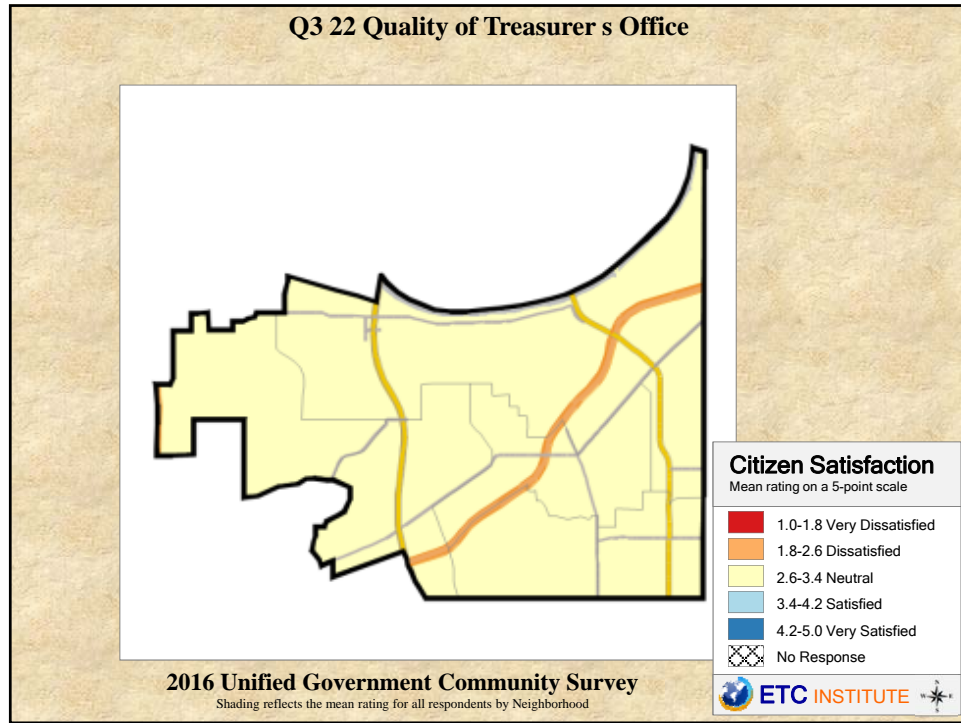 Q3 22 Quality of Treasurer s Office
Citizen Satisfaction
Mean rating on a 5-point scale
1.0-1.8 Very Dissatisfied
1.8-2.6 Dissatisfied
2.6-3.4 Neutral
3.4-4.2 Satisfied
4.2-5.0 Very Satisfied
No Response
ETC INSTITUTE
N
W E
S
2016 Unified Government Community Survey
Shading reflects the mean rating for all respondents by Neighborhood